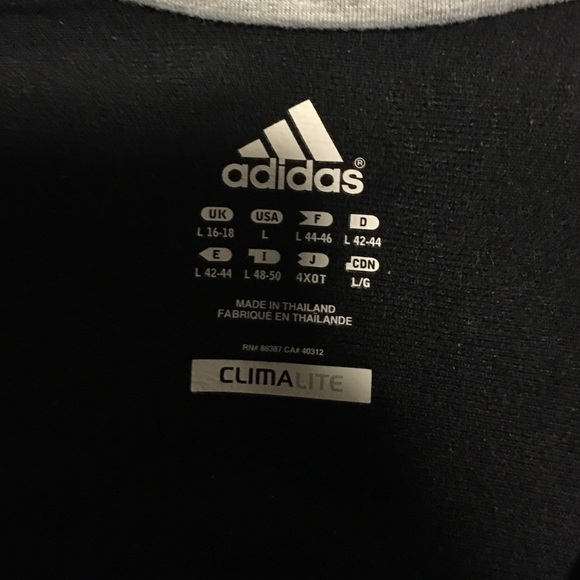 adidas®
UK USA F D
L 16-18 L L 44-46 L 42-44
E I J CDN
L 42-44 L 48-50 4XOT L/G
MADE IN THAILAND
FABRIQUÉ EN THAÏLANDE
RN# 88387 CA# 40312
CLIMALITE